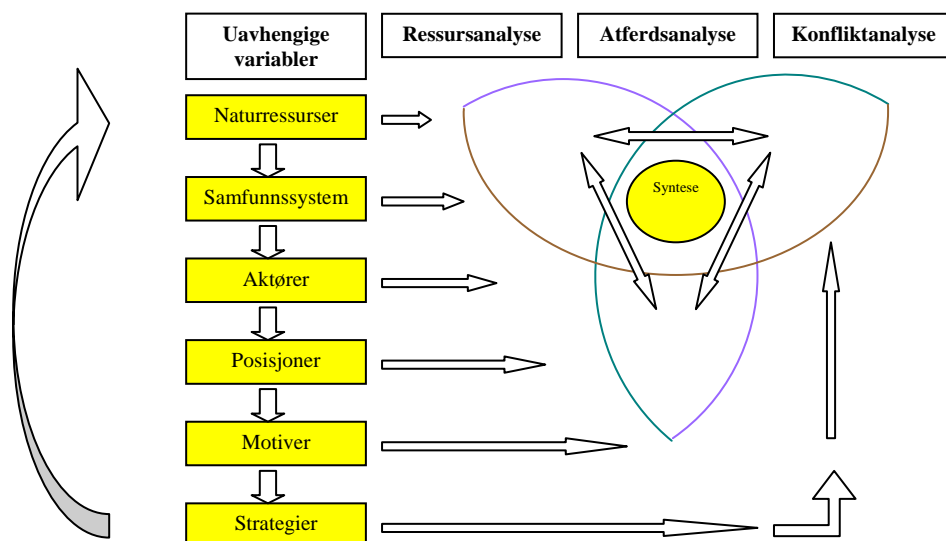 Uavhengige
variabler
Ressursanalyse
Atferdsanalyse
Konfliktanalyse
Naturressurser
Samfunnssystem
Syntese
Aktører
Posisjoner
Motiver
Strategier